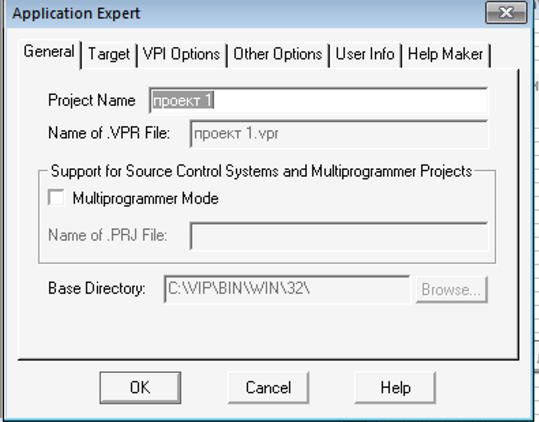 Application Expert
General Target VPI Options Other Options User Info Help Maker
Project Name проект 1
Name of .VPR File: проект 1.vpr
Support for Source Control Systems and Multiprogrammer Projects
Multiprogrammer Mode
Name of .PRJ File:
Base Directory: C:\VIP\BIN\WIN\32\ Browse...
OK Cancel Help